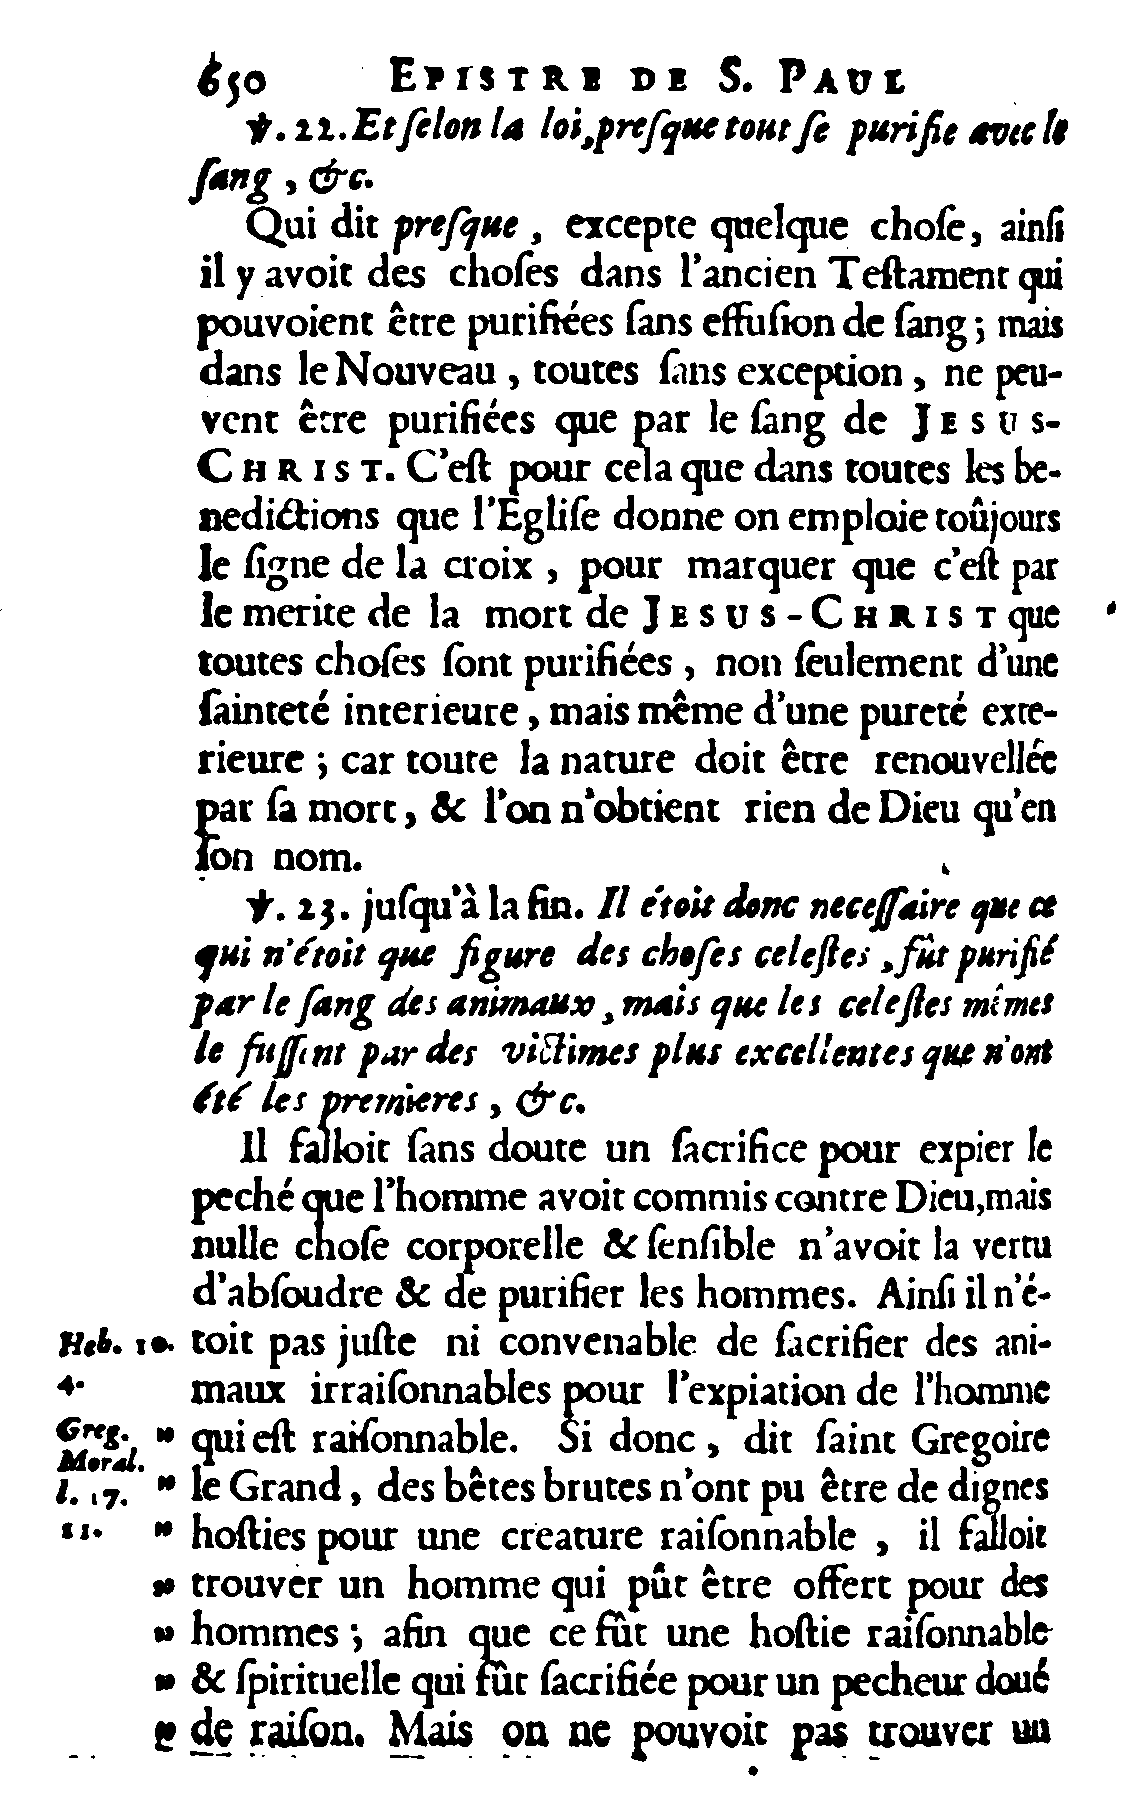 650 EPISTRE DE S. PAUL
℣. 22. Et ſelon la loi, preſque tout ſe purifie avec le
ſang, &c.
Qui dit preſque, excepte quelque choſe, ainſi
il y avoit des choſes dans l'ancien Teſtament qui
pouvoient être purifiées ſans effuſion de ſang; mais
dans le Nouveau, toutes ſans exception, ne peu-
vent être purifiées que par le ſang de JESUS-
CHRIST. C'eſt pour cela que dans toutes les be-
nedictions que l'Egliſe donne on emploie toûjours
le ſigne de la croix, pour marquer que c'eſt par
le merite de la mort de JESUS-CHRIST que
toutes choſes ſont purifiées, non ſeulement d'une
ſainteté interieure, mais même d'une pureté exte-
rieure; car toute la nature doit être renouvellée
par ſa mort, & l'on n'obtient rien de Dieu qu'en
ſon nom.
℣. 23. juſqu'à la fin. Il étoit donc neceſſaire que ce
qui n'étoit que figure des choſes celeſtes, fût purifié
par le ſang des animaux, mais que les celeſtes mêmes
le fuſſent par des victimes plus excellentes que n'ont
été les premieres, &c.
Il falloit ſans doute un ſacrifice pour expier le
peché que l'homme avoit commis contre Dieu, mais
nulle choſe corporelle & ſenſible n'avoit la vertu
d'abſoudre & de purifier les hommes. Ainſi il n'é-
Heb. 10. toit pas juſte ni convenable de ſacrifier des ani-
4. maux irraiſonnables pour l'expiation de l'homme
Greg. " qui eſt raiſonnable. Si donc, dit ſaint Gregoire
Moral.
l. 17. " le Grand, des bêtes brutes n'ont pu être de dignes
11. " hoſties pour une creature raiſonnable, il falloit
" trouver un homme qui pût être offert pour des
" hommes; afin que ce fût une hoſtie raiſonnable
" & ſpirituelle qui fût ſacrifiée pour un pecheur doué
" de raiſon. Mais on ne pouvoit pas trouver un